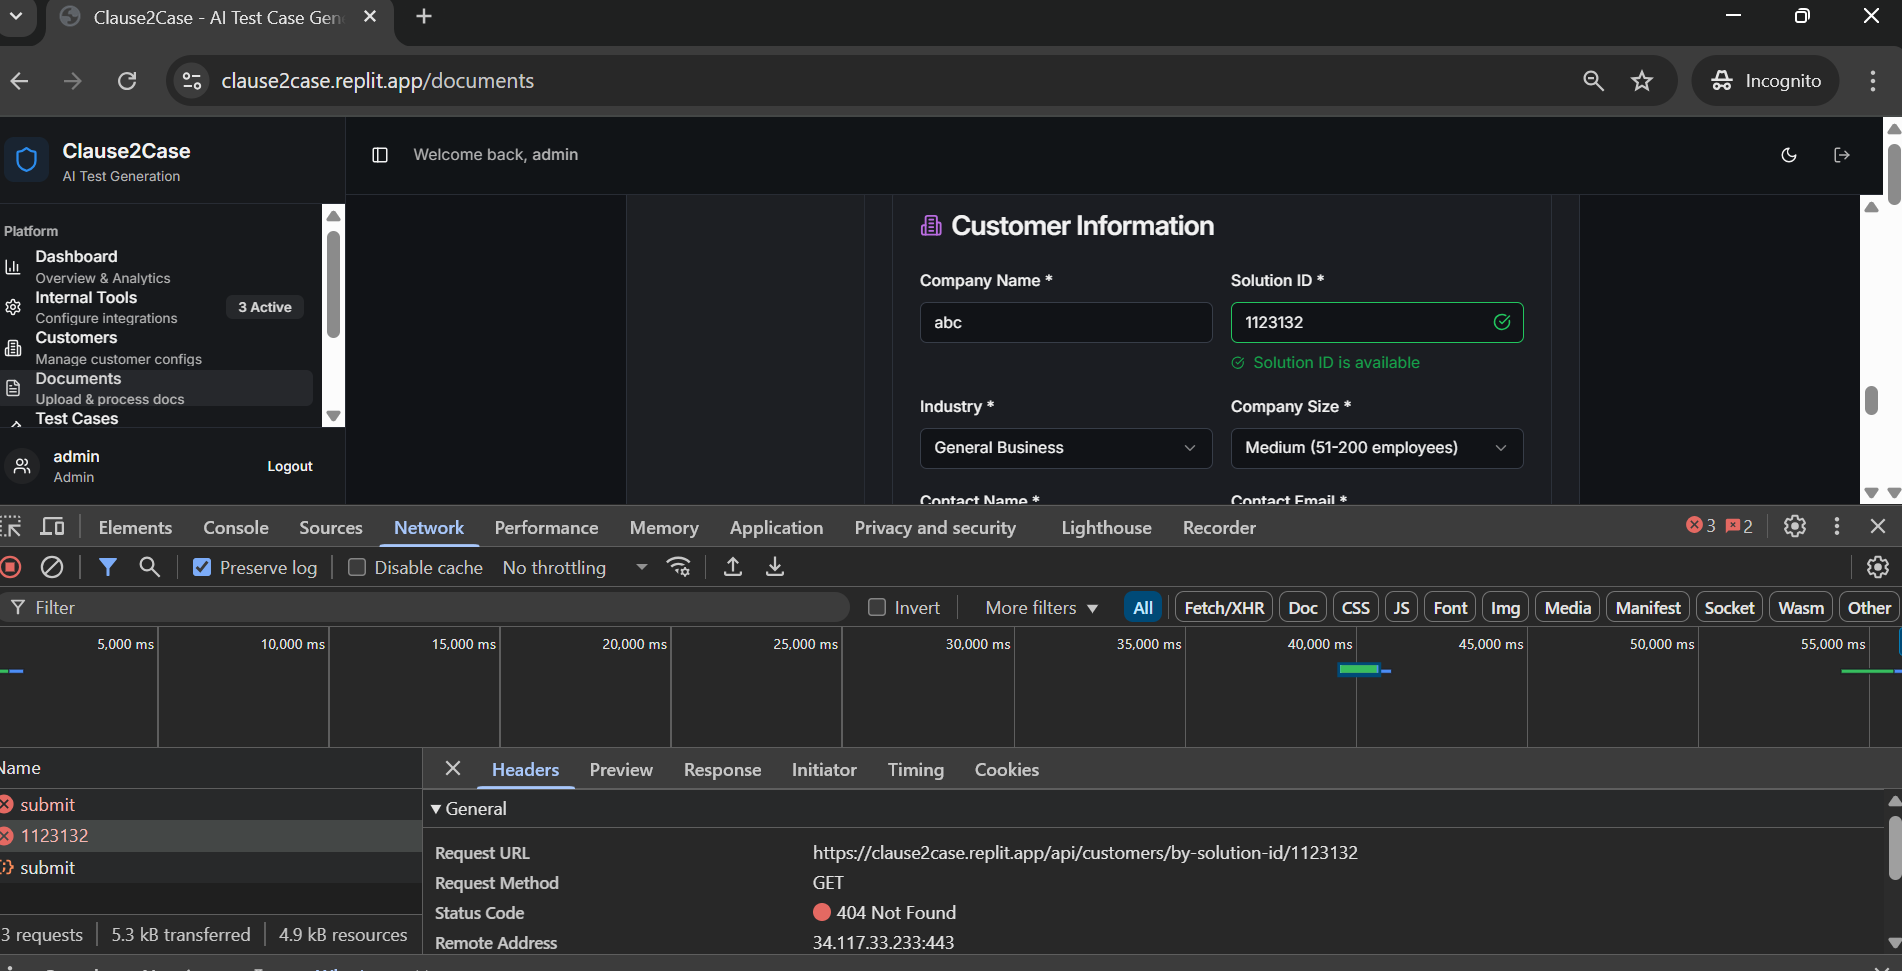 Clause2Case - AI Test Case Gen
clause2case.replit.app/documents
Incognito
Clause2Case
AI Test Generation
Welcome back, admin
Platform
Dashboard
Overview & Analytics
Internal Tools
Configure integrations
3 Active
Customers
Manage customer configs
Documents
Upload & process docs
Test Cases
admin
Admin
Logout
Customer Information
Company Name *
Solution ID *
abc
1123132
Solution ID is available
Industry *
Company Size *
General Business
Medium (51-200 employees)
Contact Name *
Contact Email *
Elements Console Sources Network Performance Memory Application Privacy and security Lighthouse Recorder
3 2
Preserve log Disable cache No throttling
Filter Invert More filters All Fetch/XHR Doc CSS JS Font Img Media Manifest Socket Wasm Other
5,000 ms 10,000 ms 15,000 ms 20,000 ms 25,000 ms 30,000 ms 35,000 ms 40,000 ms 45,000 ms 50,000 ms 55,000 ms
Name
submit
1123132
submit
3 requests 5.3 kB transferred 4.9 kB resources
Headers Preview Response Initiator Timing Cookies
General
Request URL https://clause2case.replit.app/api/customers/by-solution-id/1123132
Request Method GET
Status Code 404 Not Found
Remote Address 34.117.33.233:443